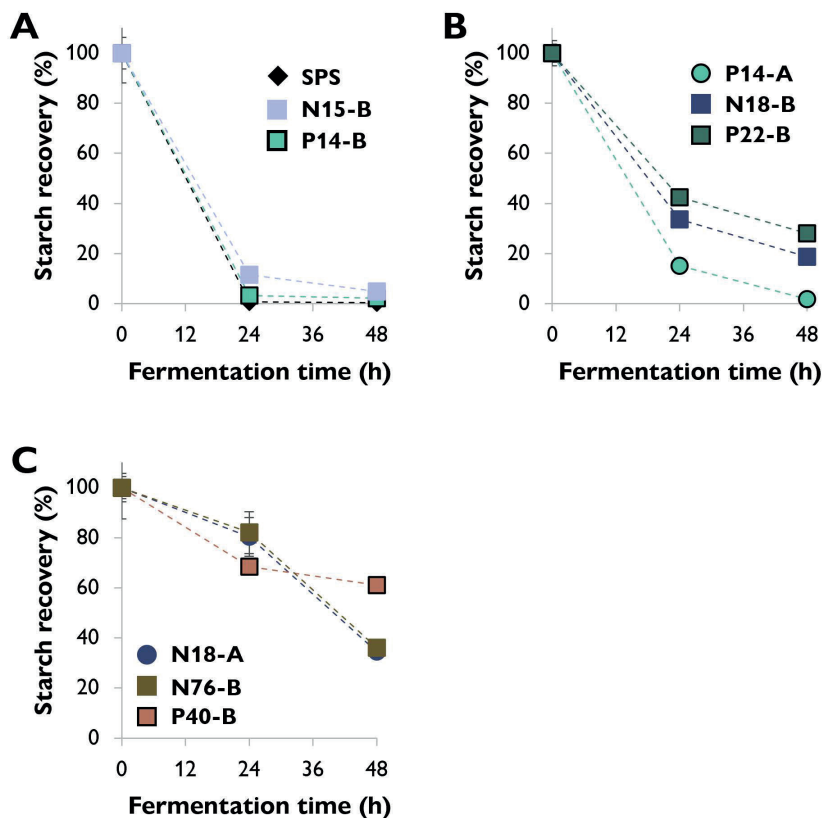 A
Starch recovery (%)
100
80
60
40
20
0
SPS
N15-B
P14-B
0 12 24 36 48
Fermentation time (h)
B
Starch recovery (%)
100
80
60
40
20
0
P14-A
N18-B
P22-B
0 12 24 36 48
Fermentation time (h)
C
Starch recovery (%)
100
80
60
40
20
0
N18-A
N76-B
P40-B
0 12 24 36 48
Fermentation time (h)